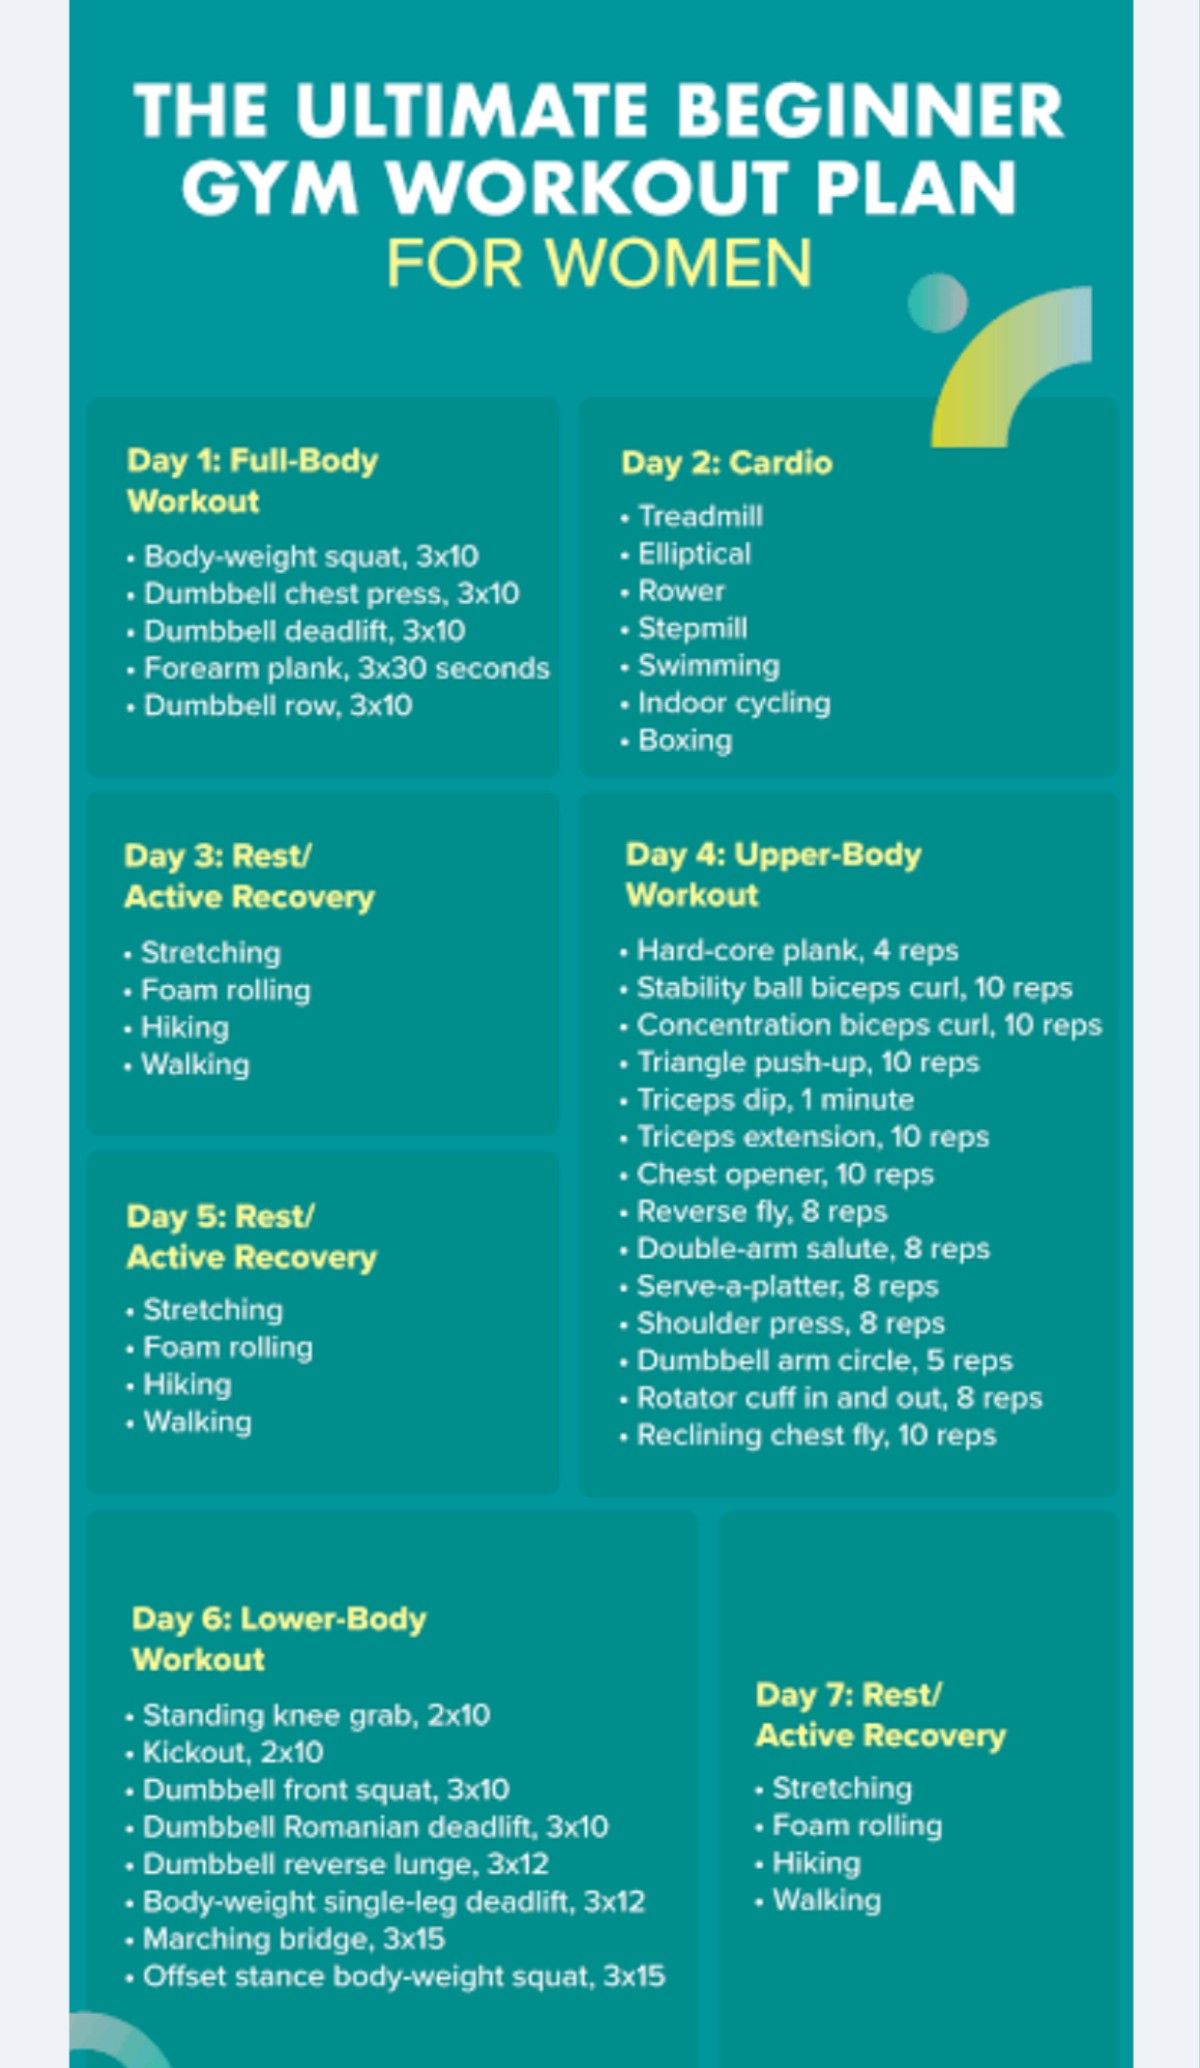 THE ULTIMATE BEGINNER
GYM WORKOUT PLAN
FOR WOMEN
Day 1: Full-Body
Workout
• Body-weight squat, 3x10
• Dumbbell chest press, 3x10
• Dumbbell deadlift, 3x10
• Forearm plank, 3x30 seconds
• Dumbbell row, 3x10
Day 2: Cardio
• Treadmill
• Elliptical
• Rower
• Stepmill
• Swimming
• Indoor cycling
• Boxing
Day 3: Rest/
Active Recovery
• Stretching
• Foam rolling
• Hiking
• Walking
Day 4: Upper-Body
Workout
• Hard-core plank, 4 reps
• Stability ball biceps curl, 10 reps
• Concentration biceps curl, 10 reps
• Triangle push-up, 10 reps
• Triceps dip, 1 minute
• Triceps extension, 10 reps
• Chest opener, 10 reps
• Reverse fly, 8 reps
• Double-arm salute, 8 reps
• Serve-a-platter, 8 reps
• Shoulder press, 8 reps
• Dumbbell arm circle, 5 reps
• Rotator cuff in and out, 8 reps
• Reclining chest fly, 10 reps
Day 5: Rest/
Active Recovery
• Stretching
• Foam rolling
• Hiking
• Walking
Day 6: Lower-Body
Workout
• Standing knee grab, 2x10
• Kickout, 2x10
• Dumbbell front squat, 3x10
• Dumbbell Romanian deadlift, 3x10
• Dumbbell reverse lunge, 3x12
• Body-weight single-leg deadlift, 3x12
• Marching bridge, 3x15
• Offset stance body-weight squat, 3x15
Day 7: Rest/
Active Recovery
• Stretching
• Foam rolling
• Hiking
• Walking